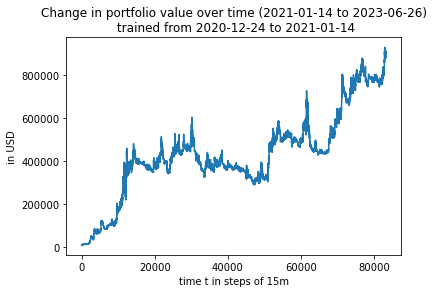 Change in portfolio value over time (2021-01-14 to 2023-06-26)
trained from 2020-12-24 to 2021-01-14
in USD
800000
600000
400000
200000
0
0
20000
40000
60000
80000
time t in steps of 15m